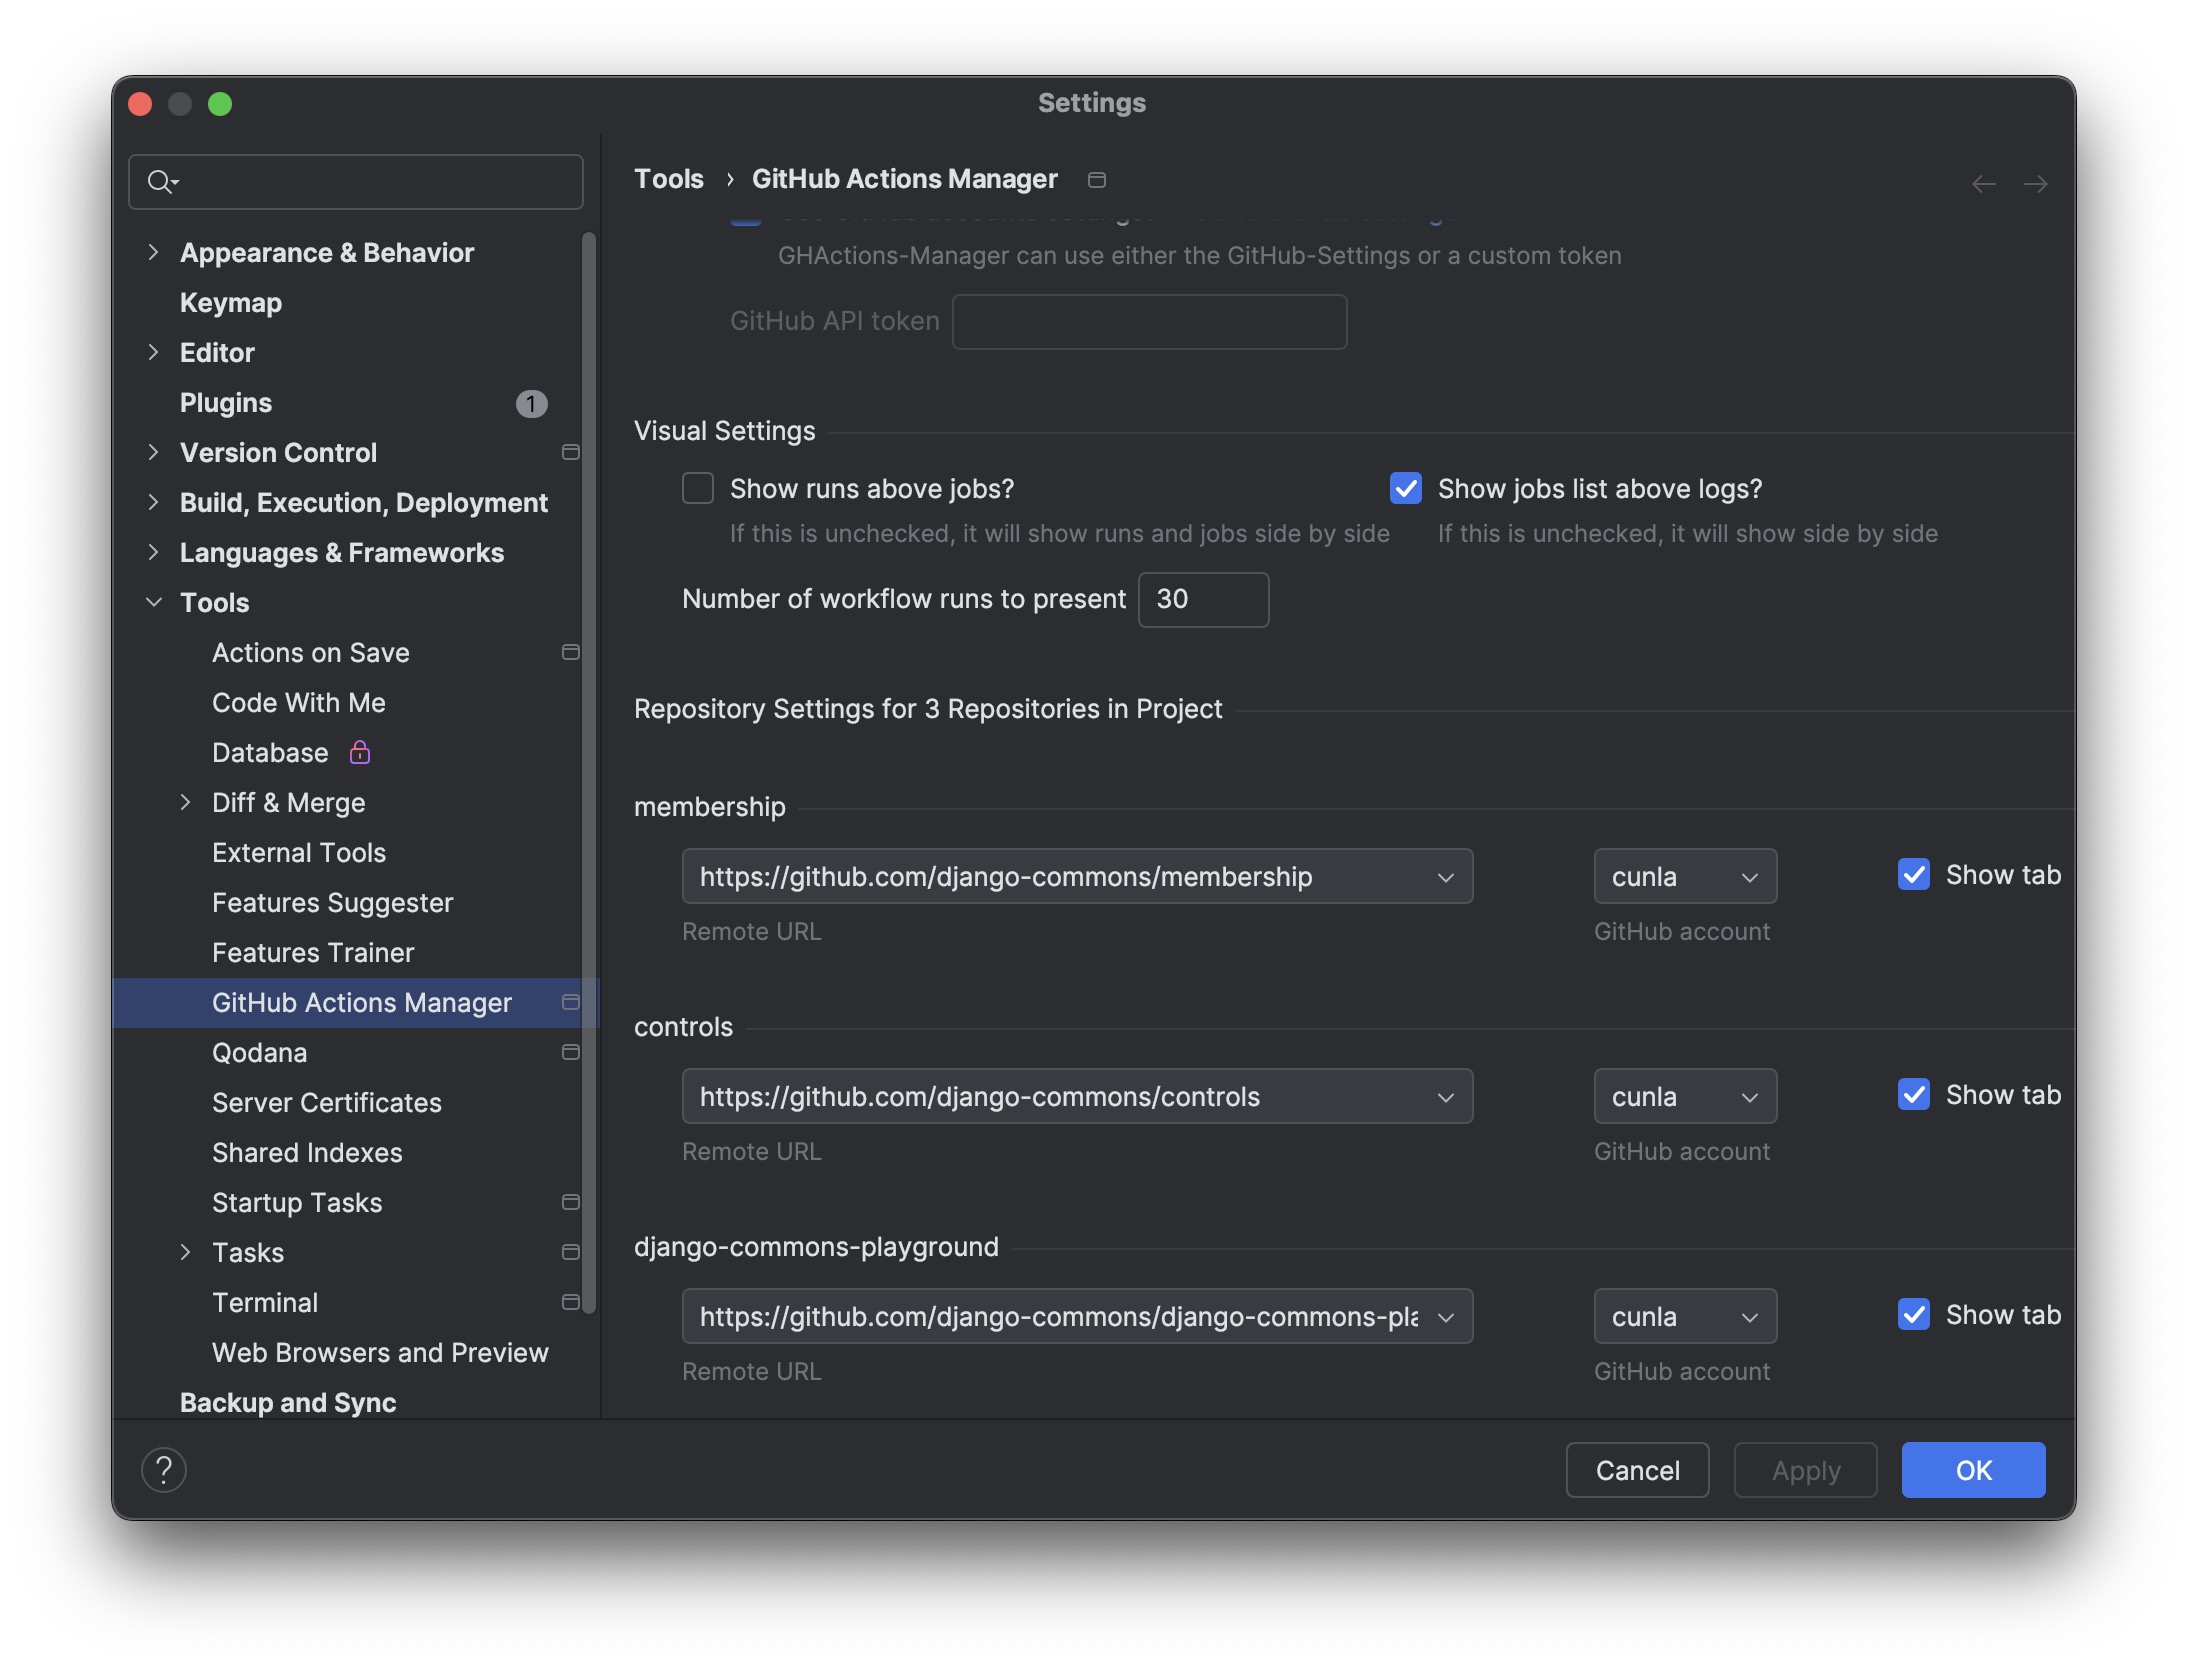 Settings
Appearance & Behavior
Keymap
Editor
Plugins 1
Version Control
Build, Execution, Deployment
Languages & Frameworks
Tools
Actions on Save
Code With Me
Database
Diff & Merge
External Tools
Features Suggester
Features Trainer
GitHub Actions Manager
Qodana
Server Certificates
Shared Indexes
Startup Tasks
Tasks
Terminal
Web Browsers and Preview
Backup and Sync
?
Tools › GitHub Actions Manager
GHActions-Manager can use either the GitHub-Settings or a custom token
GitHub API token
Visual Settings
Show runs above jobs? Show jobs list above logs?
If this is unchecked, it will show runs and jobs side by side If this is unchecked, it will show side by side
Number of workflow runs to present 30
Repository Settings for 3 Repositories in Project
membership
https://github.com/django-commons/membership cunla Show tab
Remote URL GitHub account
controls
https://github.com/django-commons/controls cunla Show tab
Remote URL GitHub account
django-commons-playground
https://github.com/django-commons/django-commons-pla cunla Show tab
Remote URL GitHub account
Cancel Apply OK